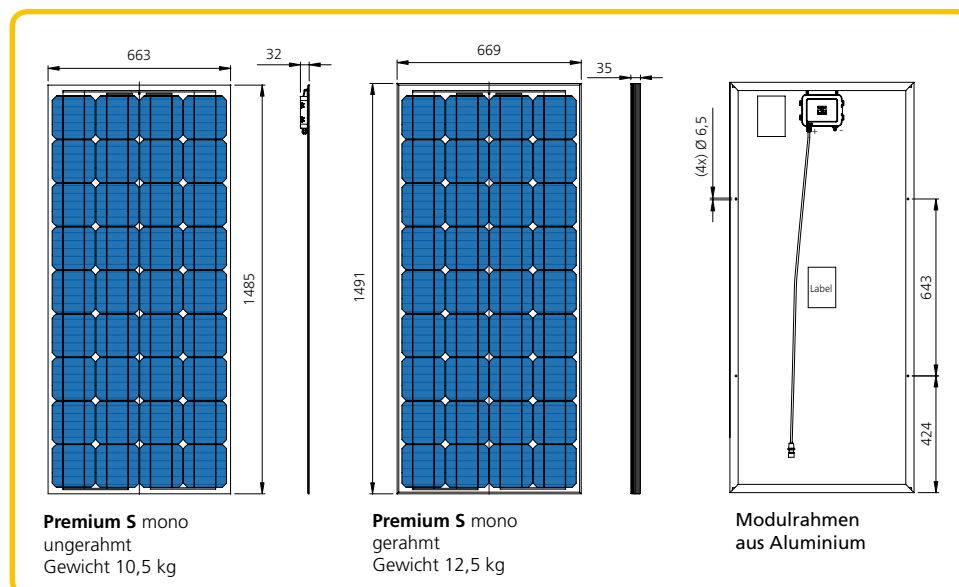 663
32
1485
Premium S mono
ungerahmt
Gewicht 10,5 kg
669
35
1491
Premium S mono
gerahmt
Gewicht 12,5 kg
(4x) Ø 6,5
+ -
Label
643
424
Modulrahmen
aus Aluminium